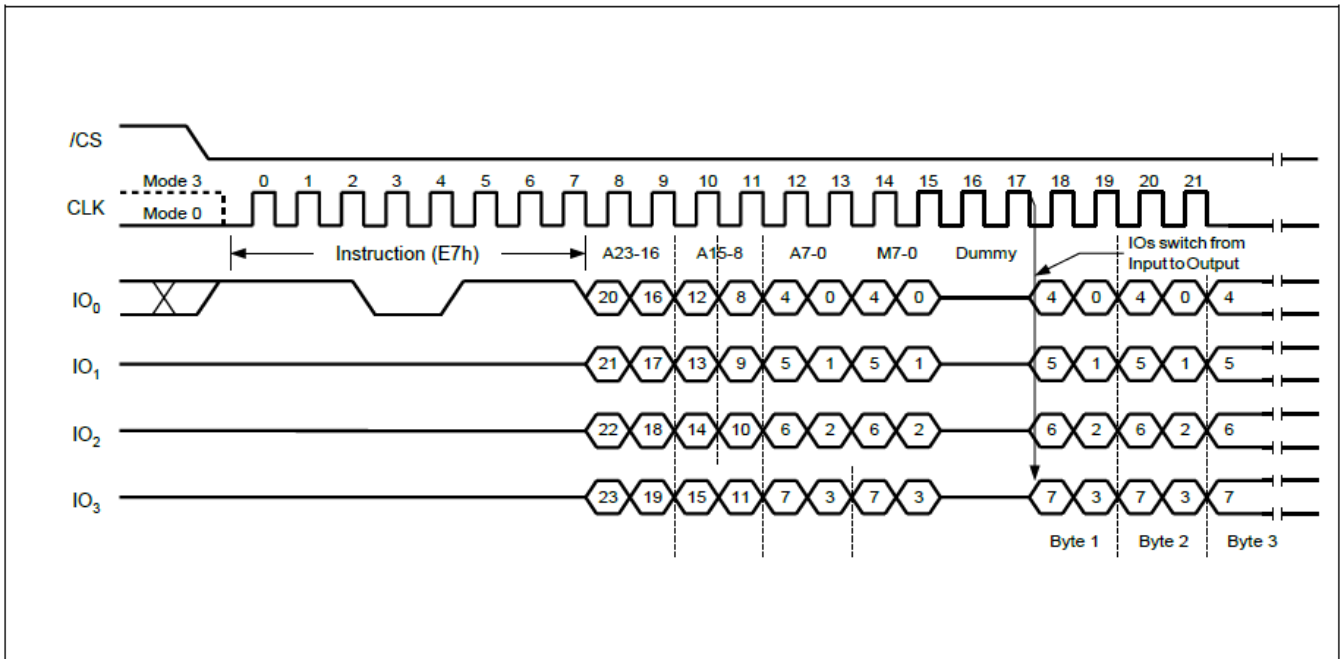 /CS
Mode 3 0 1 2 3 4 5 6 7 8 9 10 11 12 13 14 15 16 17 18 19 20 21
CLK
Mode 0
Instruction (E7h) A23-16 A15-8 A7-0 M7-0 Dummy IOs switch from
Input to Output
IO0 20 16 12 8 4 0 4 0 4 0 4 0 4
IO1 21 17 13 9 5 1 5 1 5 1 5 1 5
IO2 22 18 14 10 6 2 6 2 6 2 6 2 6
IO3 23 19 15 11 7 3 7 3 7 3 7 3 7
Byte 1 Byte 2 Byte 3